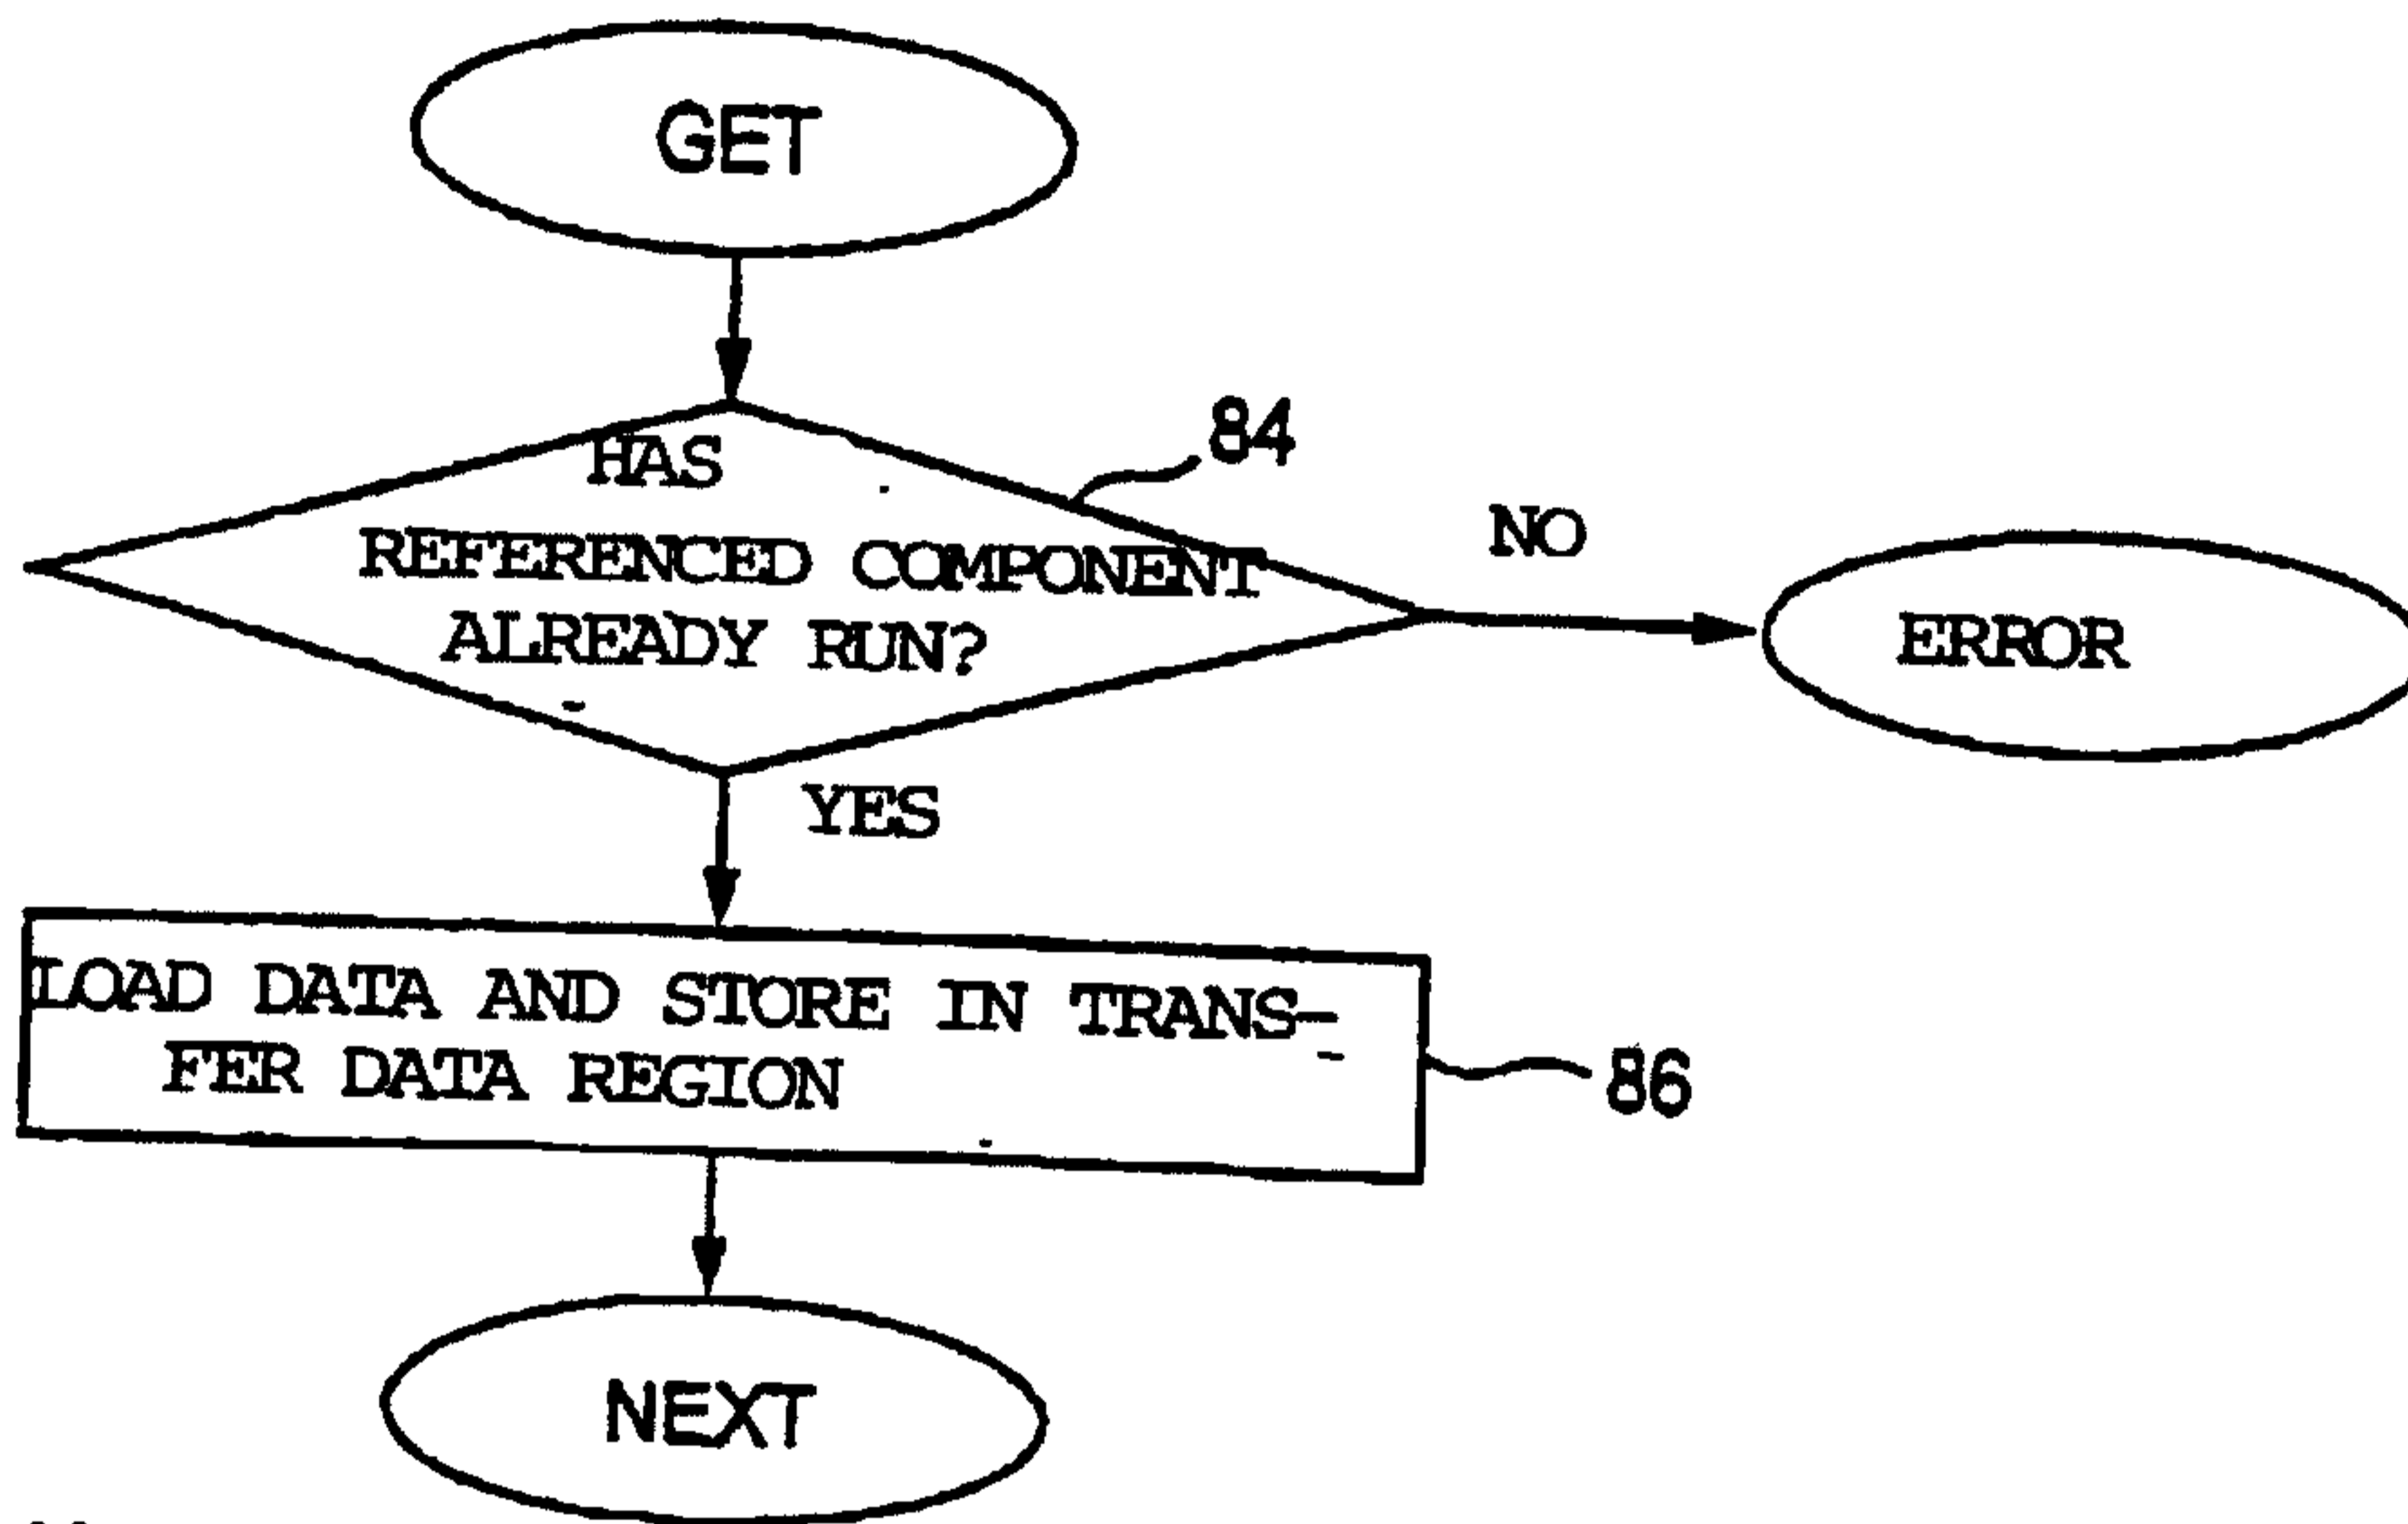 GET
84
HAS
REFERENCED COMPONENT
ALREADY RUN?
NO
ERROR
YES
LOAD DATA AND STORE IN TRANS-
FER DATA REGION
86
NEXT